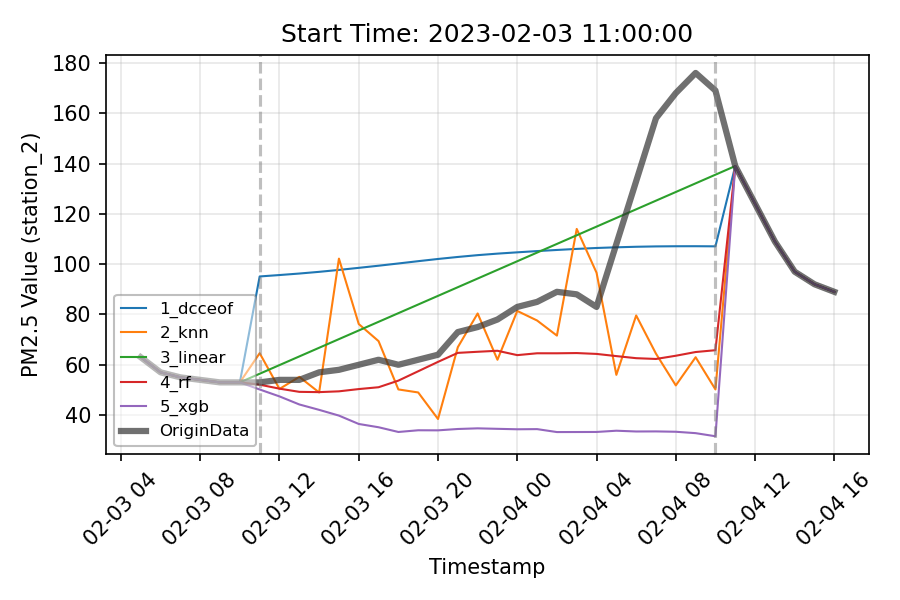 Start Time: 2023-02-03 11:00:00
PM2.5 Value (station_2)
180
160
140
120
100
80
60
40
1_dcceof
2_knn
3_linear
4_rf
5_xgb
OriginData
02-03 04
02-03 08
02-03 12
02-03 16
02-03 20
02-04 00
02-04 04
02-04 08
02-04 12
02-04 16
Timestamp